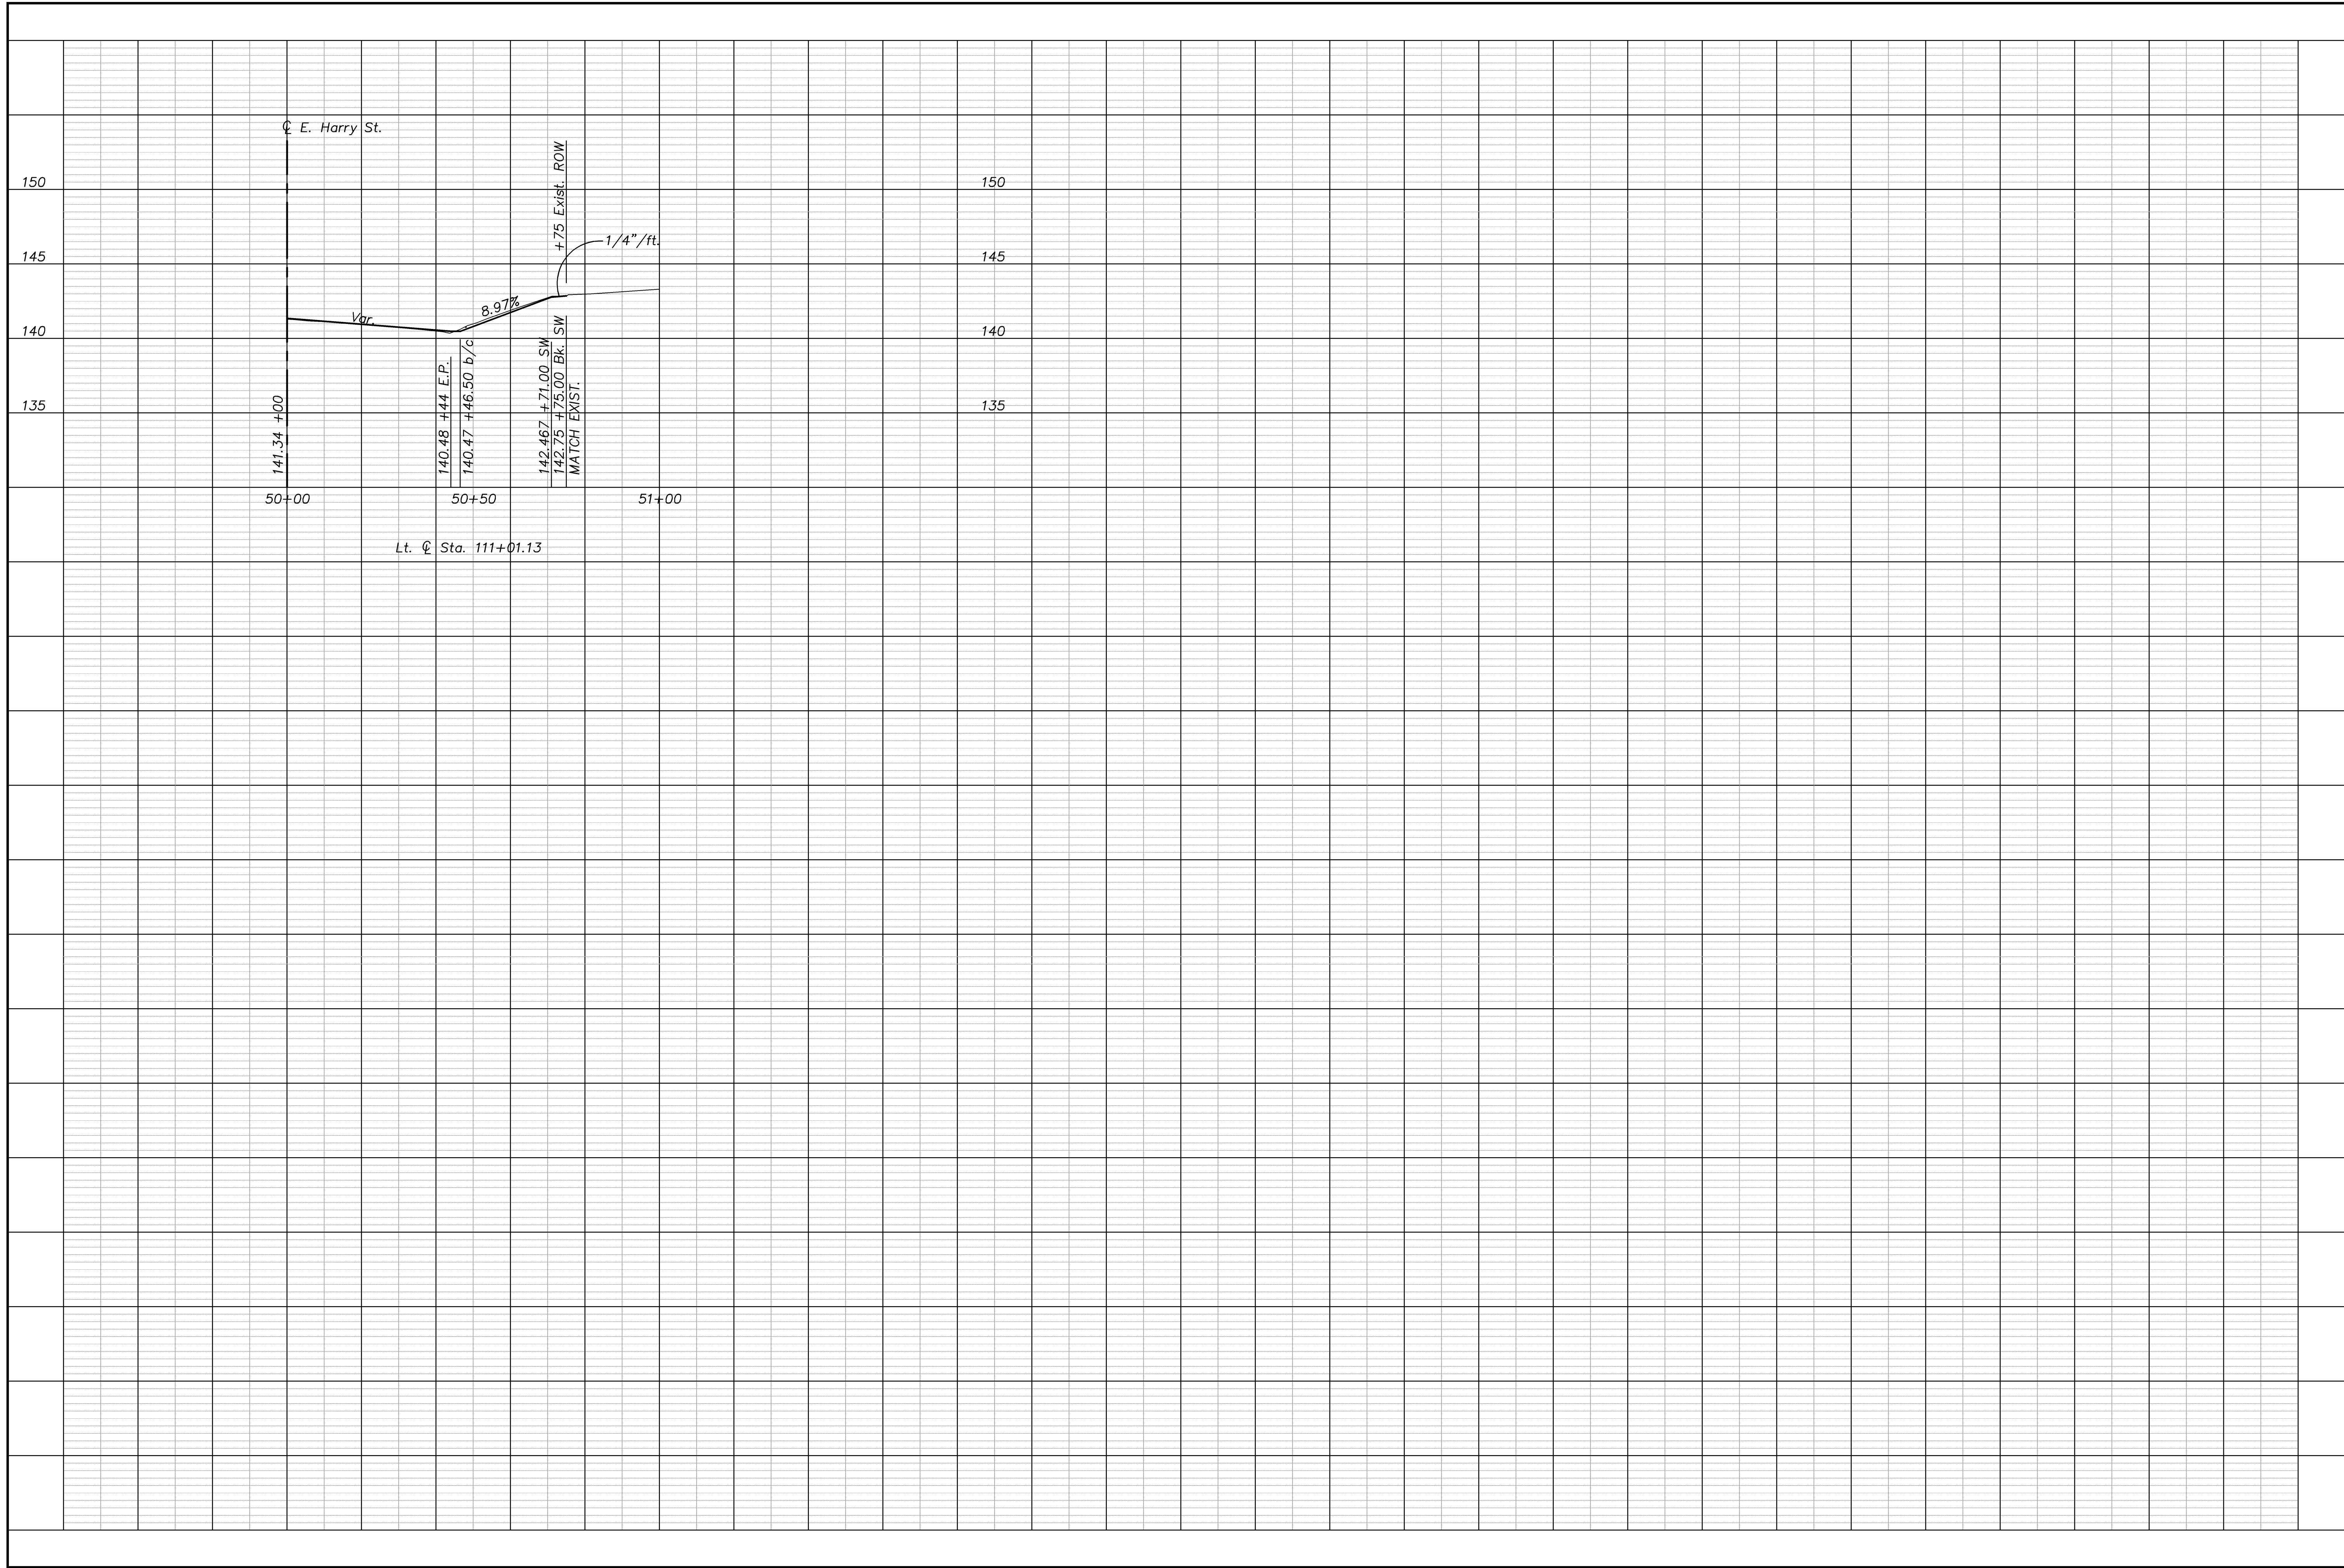 ℄ E. Harry St.
+75 Exist. ROW
150
150
1/4"/ft.
145
145
8.97%
Var.
140
140
135
135
141.34 +00
140.48 +44 E.P.
140.47 +46.50 b/c
142.467 +71.00 SW
142.75 +75.00 Bk. SW
MATCH EXIST.
50+00
50+50
51+00
Lt. ℄ Sta. 111+01.13